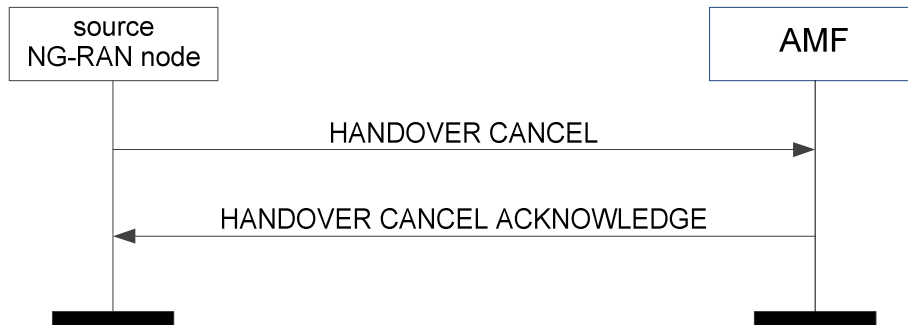 source
NG-RAN node
AMF
HANDOVER CANCEL
HANDOVER CANCEL ACKNOWLEDGE